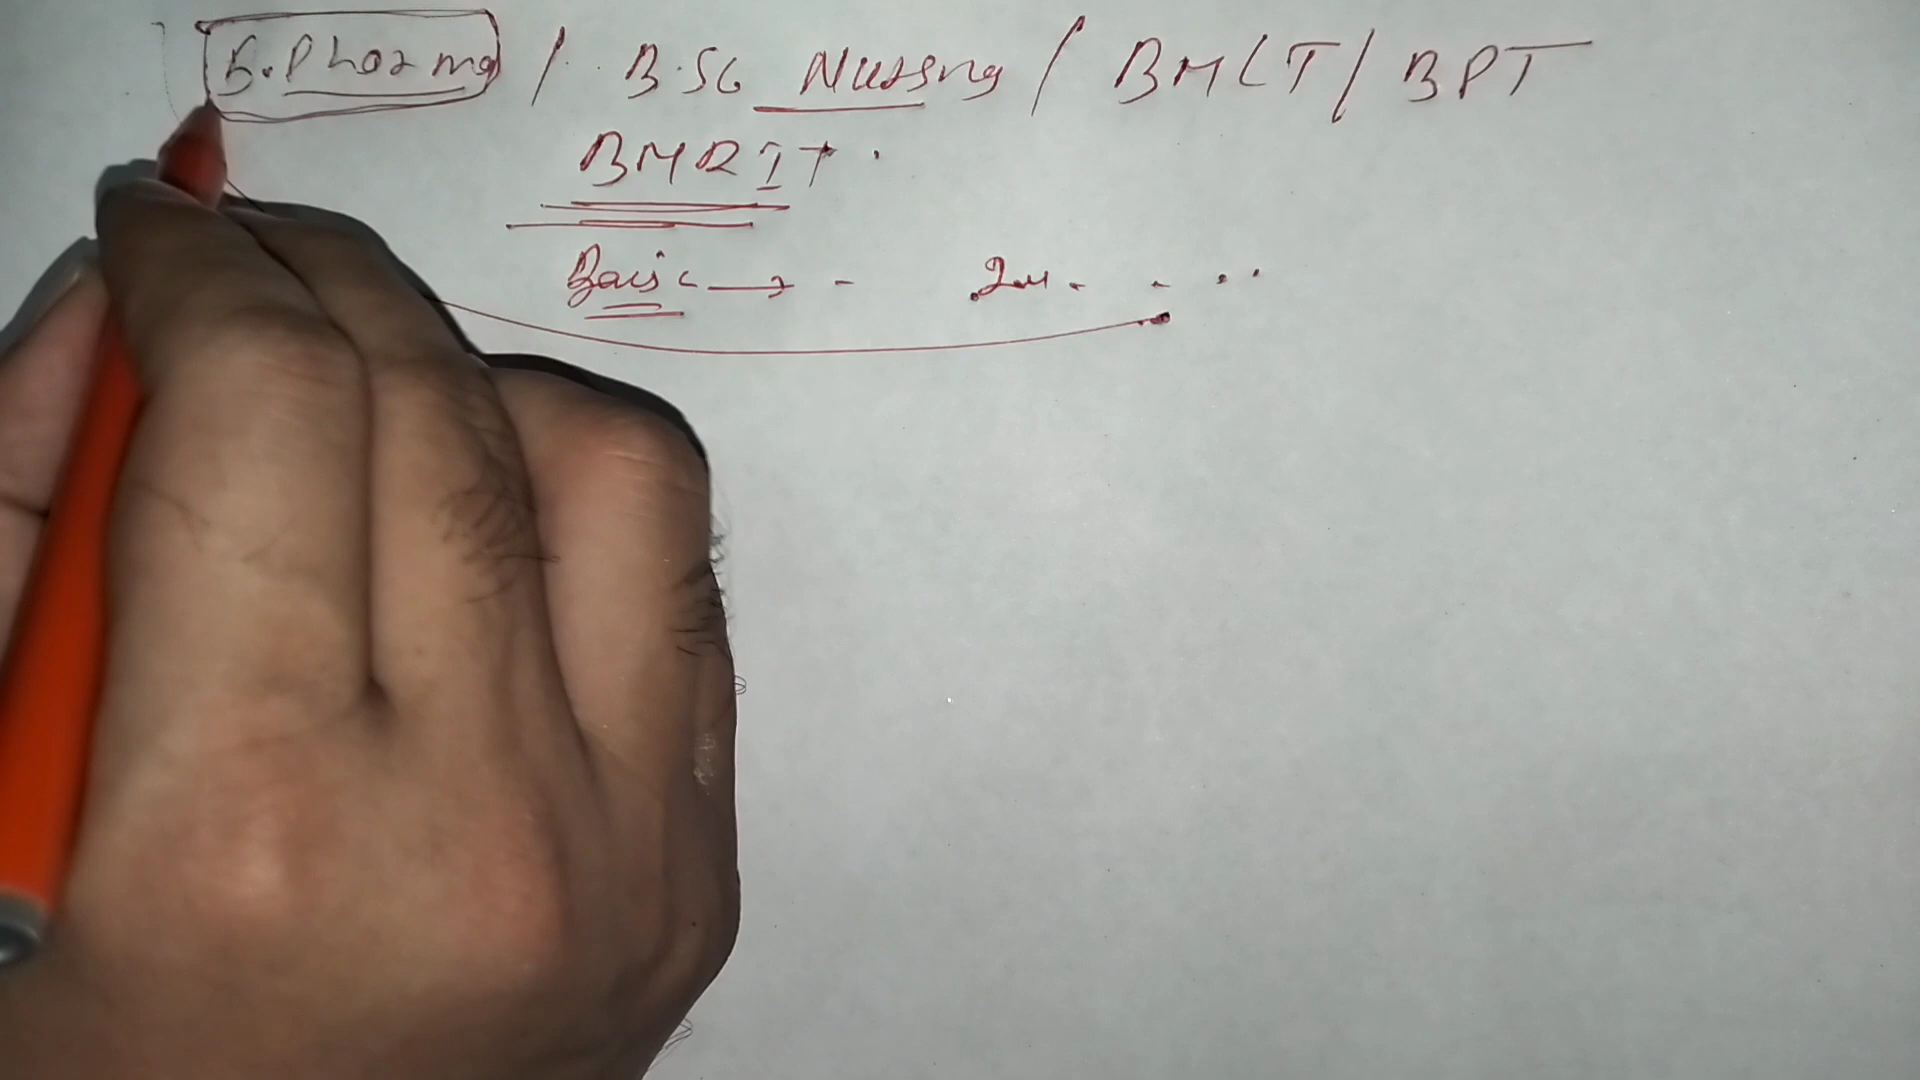 B.Pharma / B.SC Nursing / BMLT / BPT
BMRIT.
Basic → -